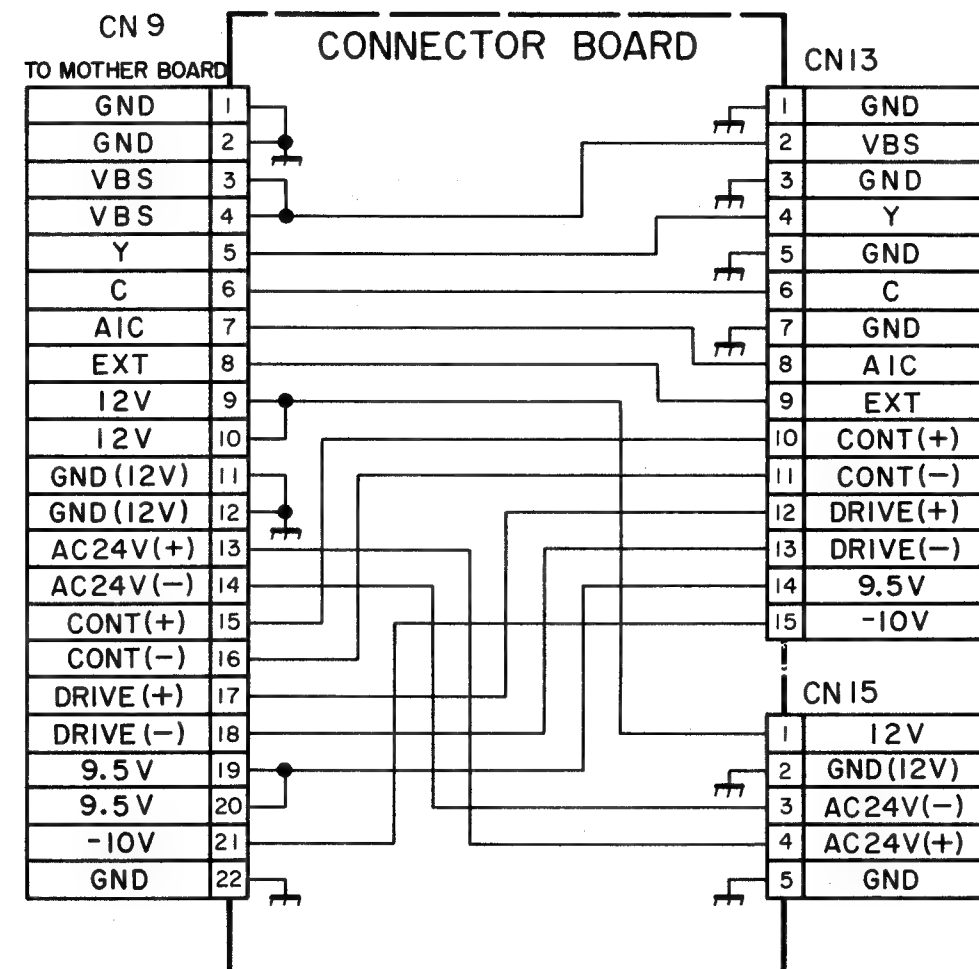 CN 9
TO MOTHER BOARD
CONNECTOR BOARD
GND 1
GND 2
VBS 3
VBS 4
Y 5
C 6
AIC 7
EXT 8
12V 9
12V 10
GND(12V) 11
GND(12V) 12
AC24V(+) 13
AC24V(-) 14
CONT(+) 15
CONT(-) 16
DRIVE(+) 17
DRIVE(-) 18
9.5V 19
9.5V 20
-10V 21
GND 22
CN13
1 GND
2 VBS
3 GND
4 Y
5 GND
6 C
7 GND
8 AIC
9 EXT
10 CONT(+)
11 CONT(-)
12 DRIVE(+)
13 DRIVE(-)
14 9.5V
15 -10V
CN15
1 12V
2 GND(12V)
3 AC24V(-)
4 AC24V(+)
5 GND